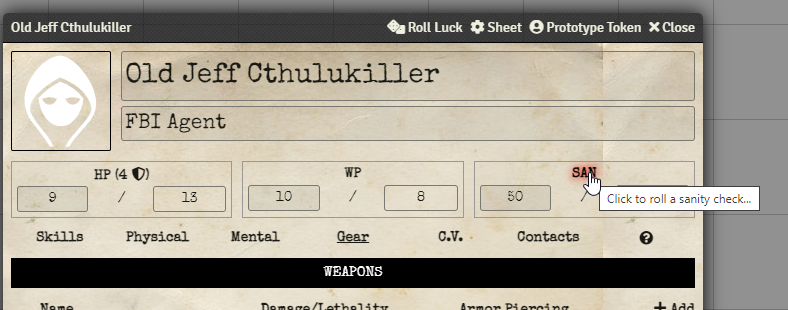 Old Jeff Cthulukiller Roll Luck Sheet Prototype Token Close
Old Jeff Cthulukiller
FBI Agent
HP (4 ) WP SAN
9 / 13 10 / 8 50 /
Click to roll a sanity check...
Skills Physical Mental Gear C.V. Contacts
WEAPONS
Name Damage/Lethality Armor Piercing Add